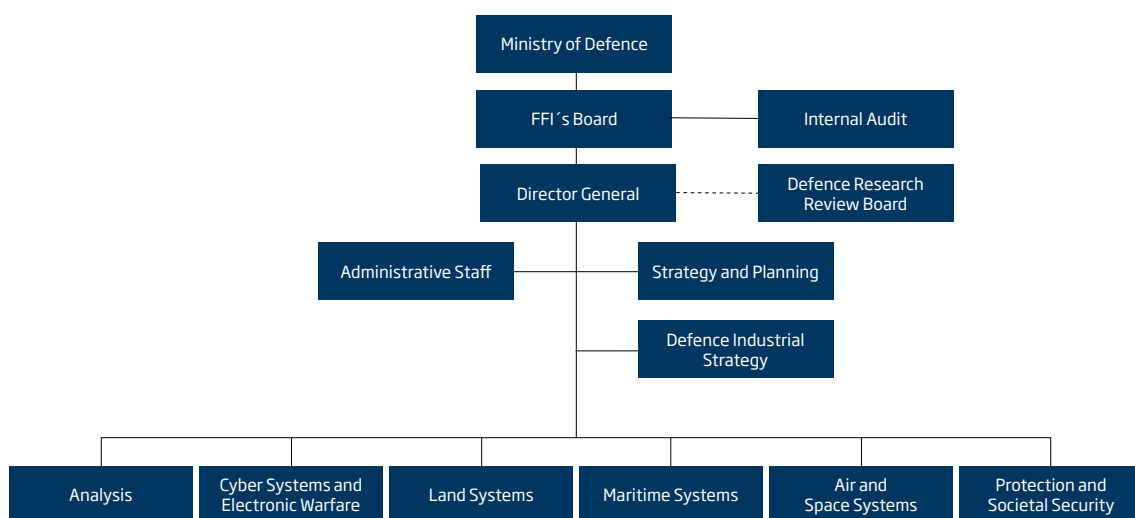 Ministry of Defence
FFI´s Board
Internal Audit
Director General
Defence Research
Review Board
Administrative Staff
Strategy and Planning
Defence Industrial
Strategy
Analysis
Cyber Systems and
Electronic Warfare
Land Systems
Maritime Systems
Air and
Space Systems
Protection and
Societal Security